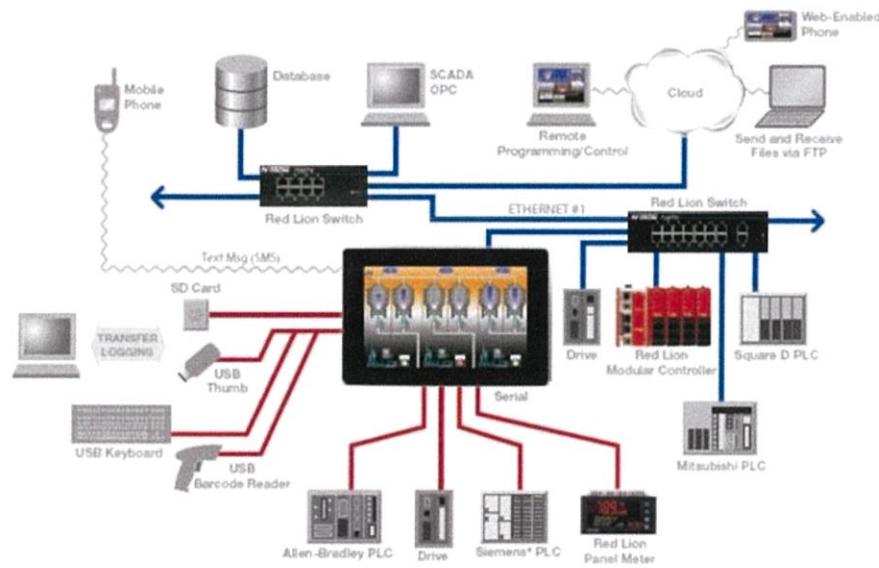 Web-Enabled
Phone
Mobile
Phone
Database
SCADA
OPC
Cloud
Remote
Programming/Control
Send and Receive
Files via FTP
Red Lion Switch
Red Lion Switch
ETHERNET #1
Text Msg (SMS)
SD Card
TRANSFER
LOGGING
USB
Thumb
Drive
Red Lion
Modular Controller
Square D PLC
Serial
USB Keyboard
USB
Barcode Reader
Mitsubishi PLC
Allen-Bradley PLC
Drive
Siemens® PLC
Red Lion
Panel Meter